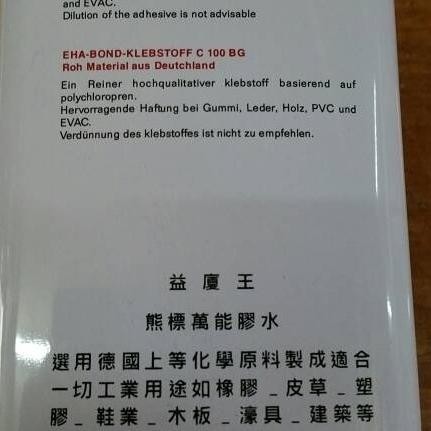 and EVAC.
Dilution of the adhesive is not advisable
EHA-BOND-KLEBSTOFF C 100 BG
Roh Material aus Deutchland
Ein Reiner hochqualitativer klebstoff basierend auf
polychloropren.
Hervorragende Haftung bei Gummi, Leder, Holz, PVC und
EVAC.
Verdünnung des klebstoffes ist nicht zu empfehlen.
益廈王
熊標萬能膠水
選用德國上等化學原料製成適合
一切工業用途如橡膠_皮草_塑
膠_鞋業_木板_濠具_建築等